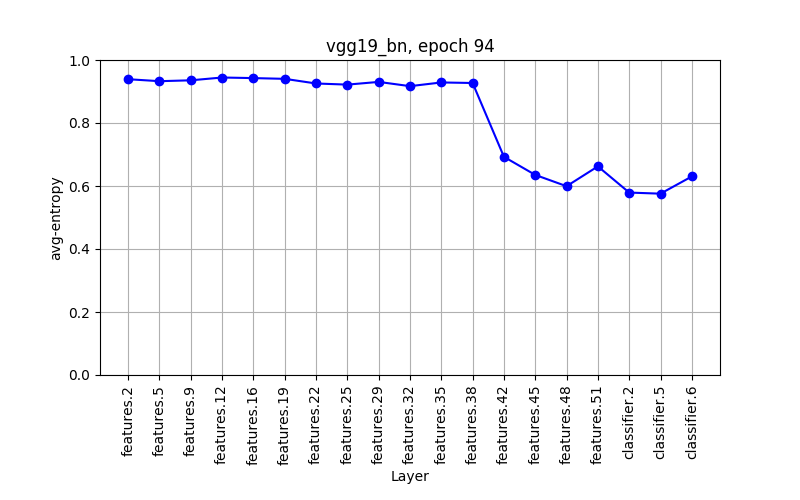 vgg19_bn, epoch 94
avg-entropy
1.0
0.8
0.6
0.4
0.2
0.0
features.2
features.5
features.9
features.12
features.16
features.19
features.22
features.25
features.29
features.32
features.35
features.38
features.42
features.45
features.48
features.51
classifier.2
classifier.5
classifier.6
Layer